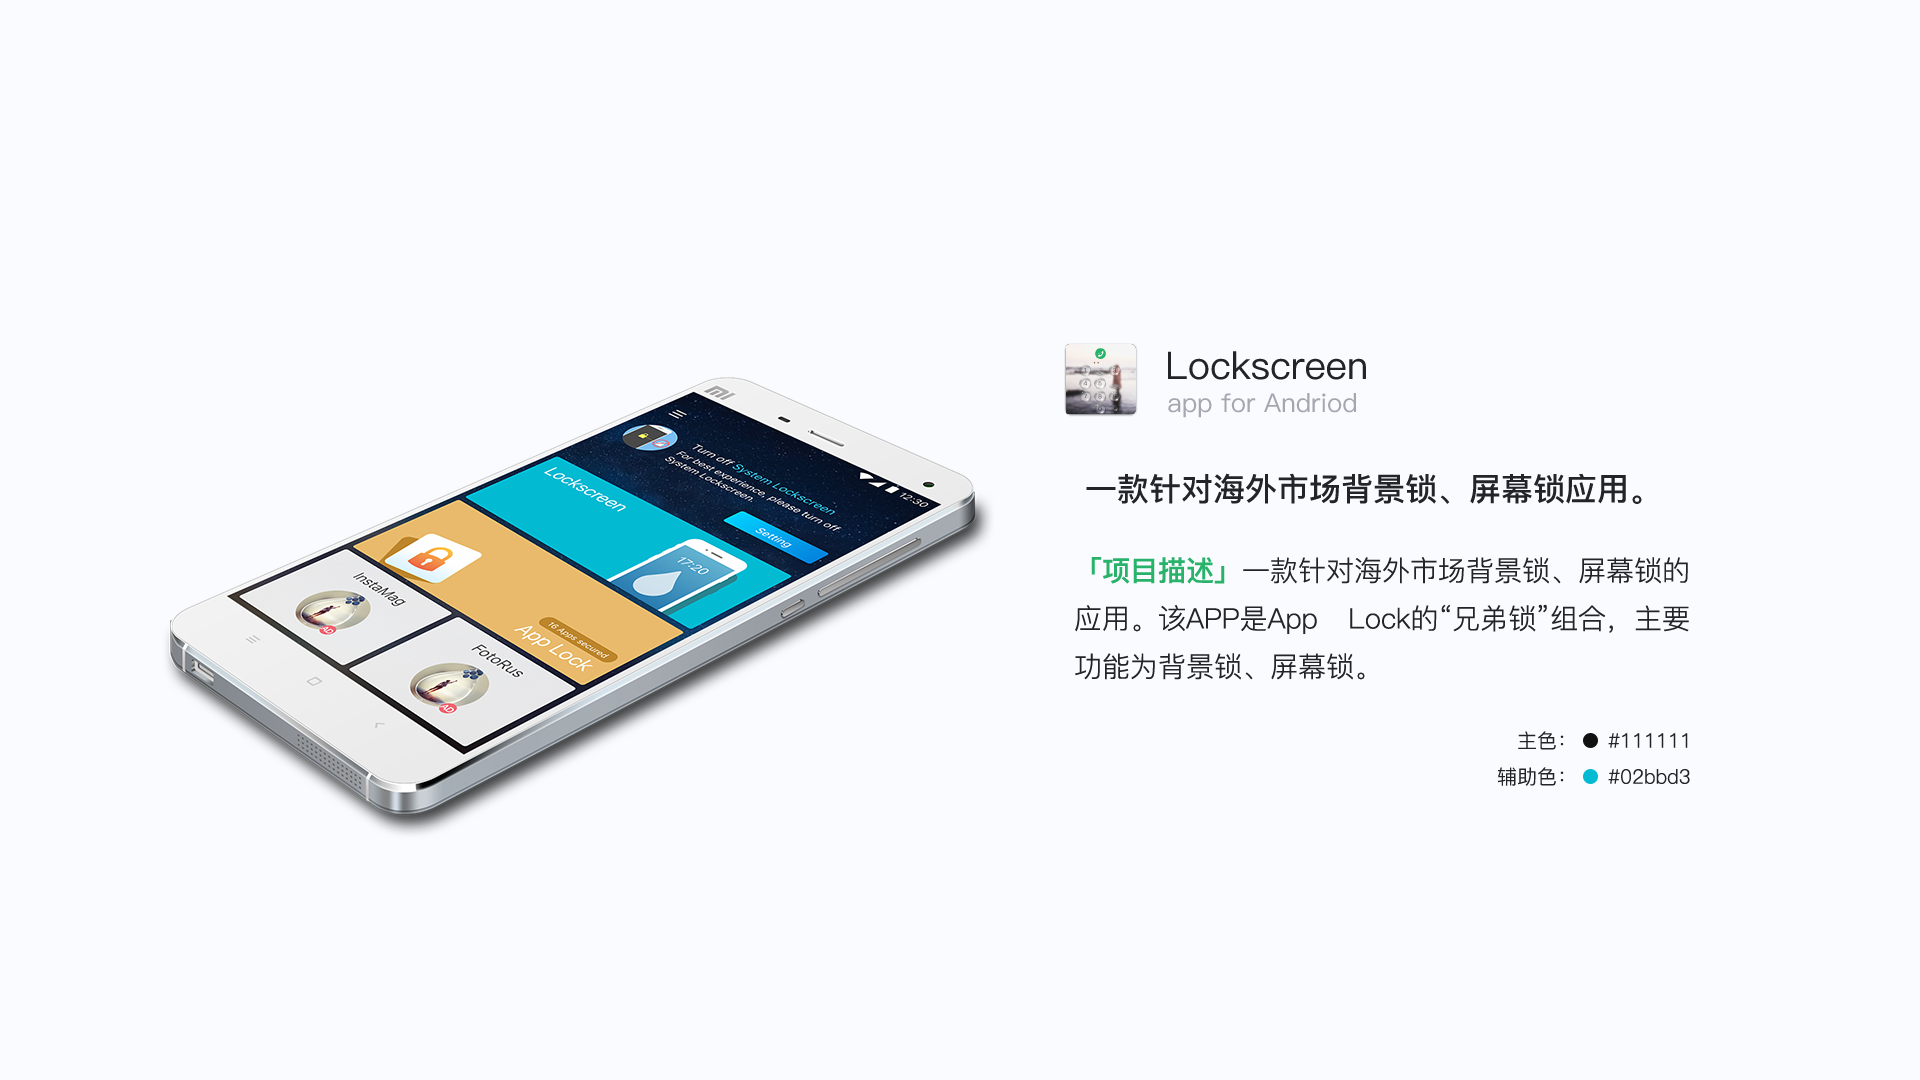 Lockscreen
app for Andriod
一款针对海外市场背景锁、屏幕锁应用。
「项目描述」一款针对海外市场背景锁、屏幕锁的
应用。该APP是App Lock的“兄弟锁”组合，主要
功能为背景锁、屏幕锁。
主色： #111111
辅助色： #02bbd3
MI
12:30
Turn off System Lockscreen
For best experience, please turn off
System Lockscreen.
Setting
Lockscreen
17:20
16 Apps secured
App Lock
InstaMag
AD
FotoRus
AD